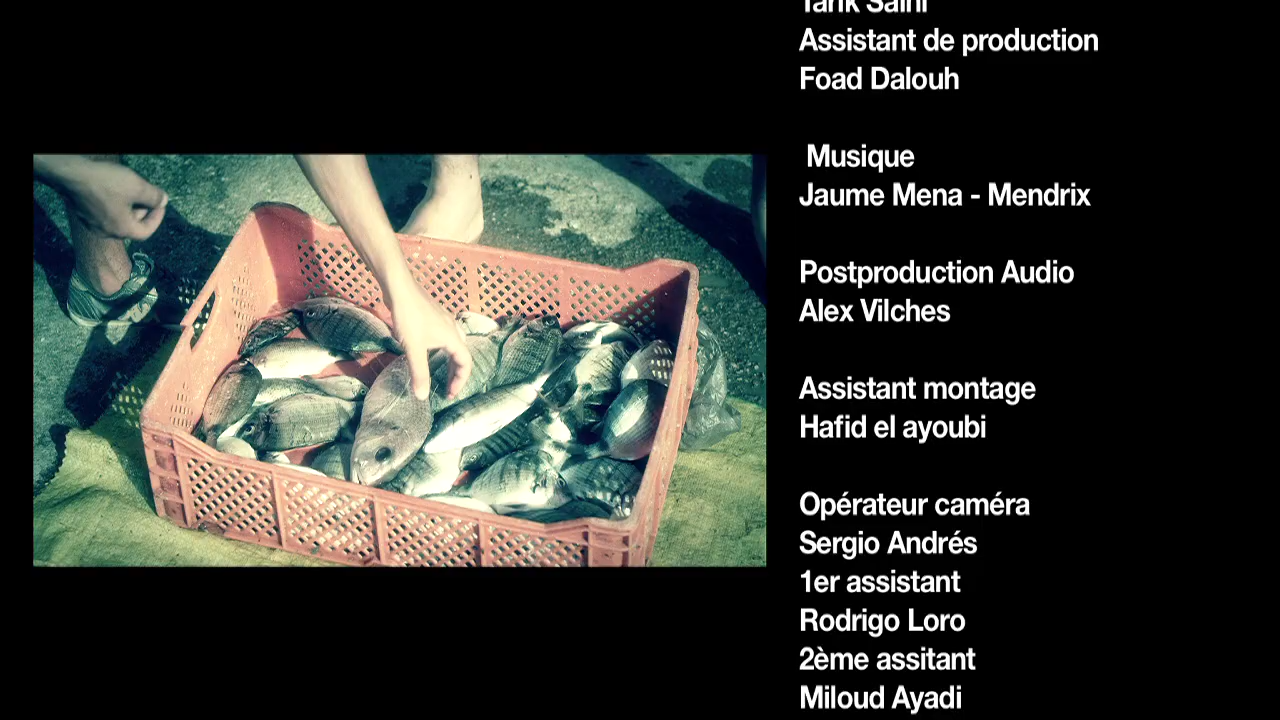 Assistant de production
Foad Dalouh
Musique
Jaume Mena - Mendrix
Postproduction Audio
Alex Vilches
Assistant montage
Hafid el ayoubi
Opérateur caméra
Sergio Andrés
1er assistant
Rodrigo Loro
2ème assitant
Miloud Ayadi